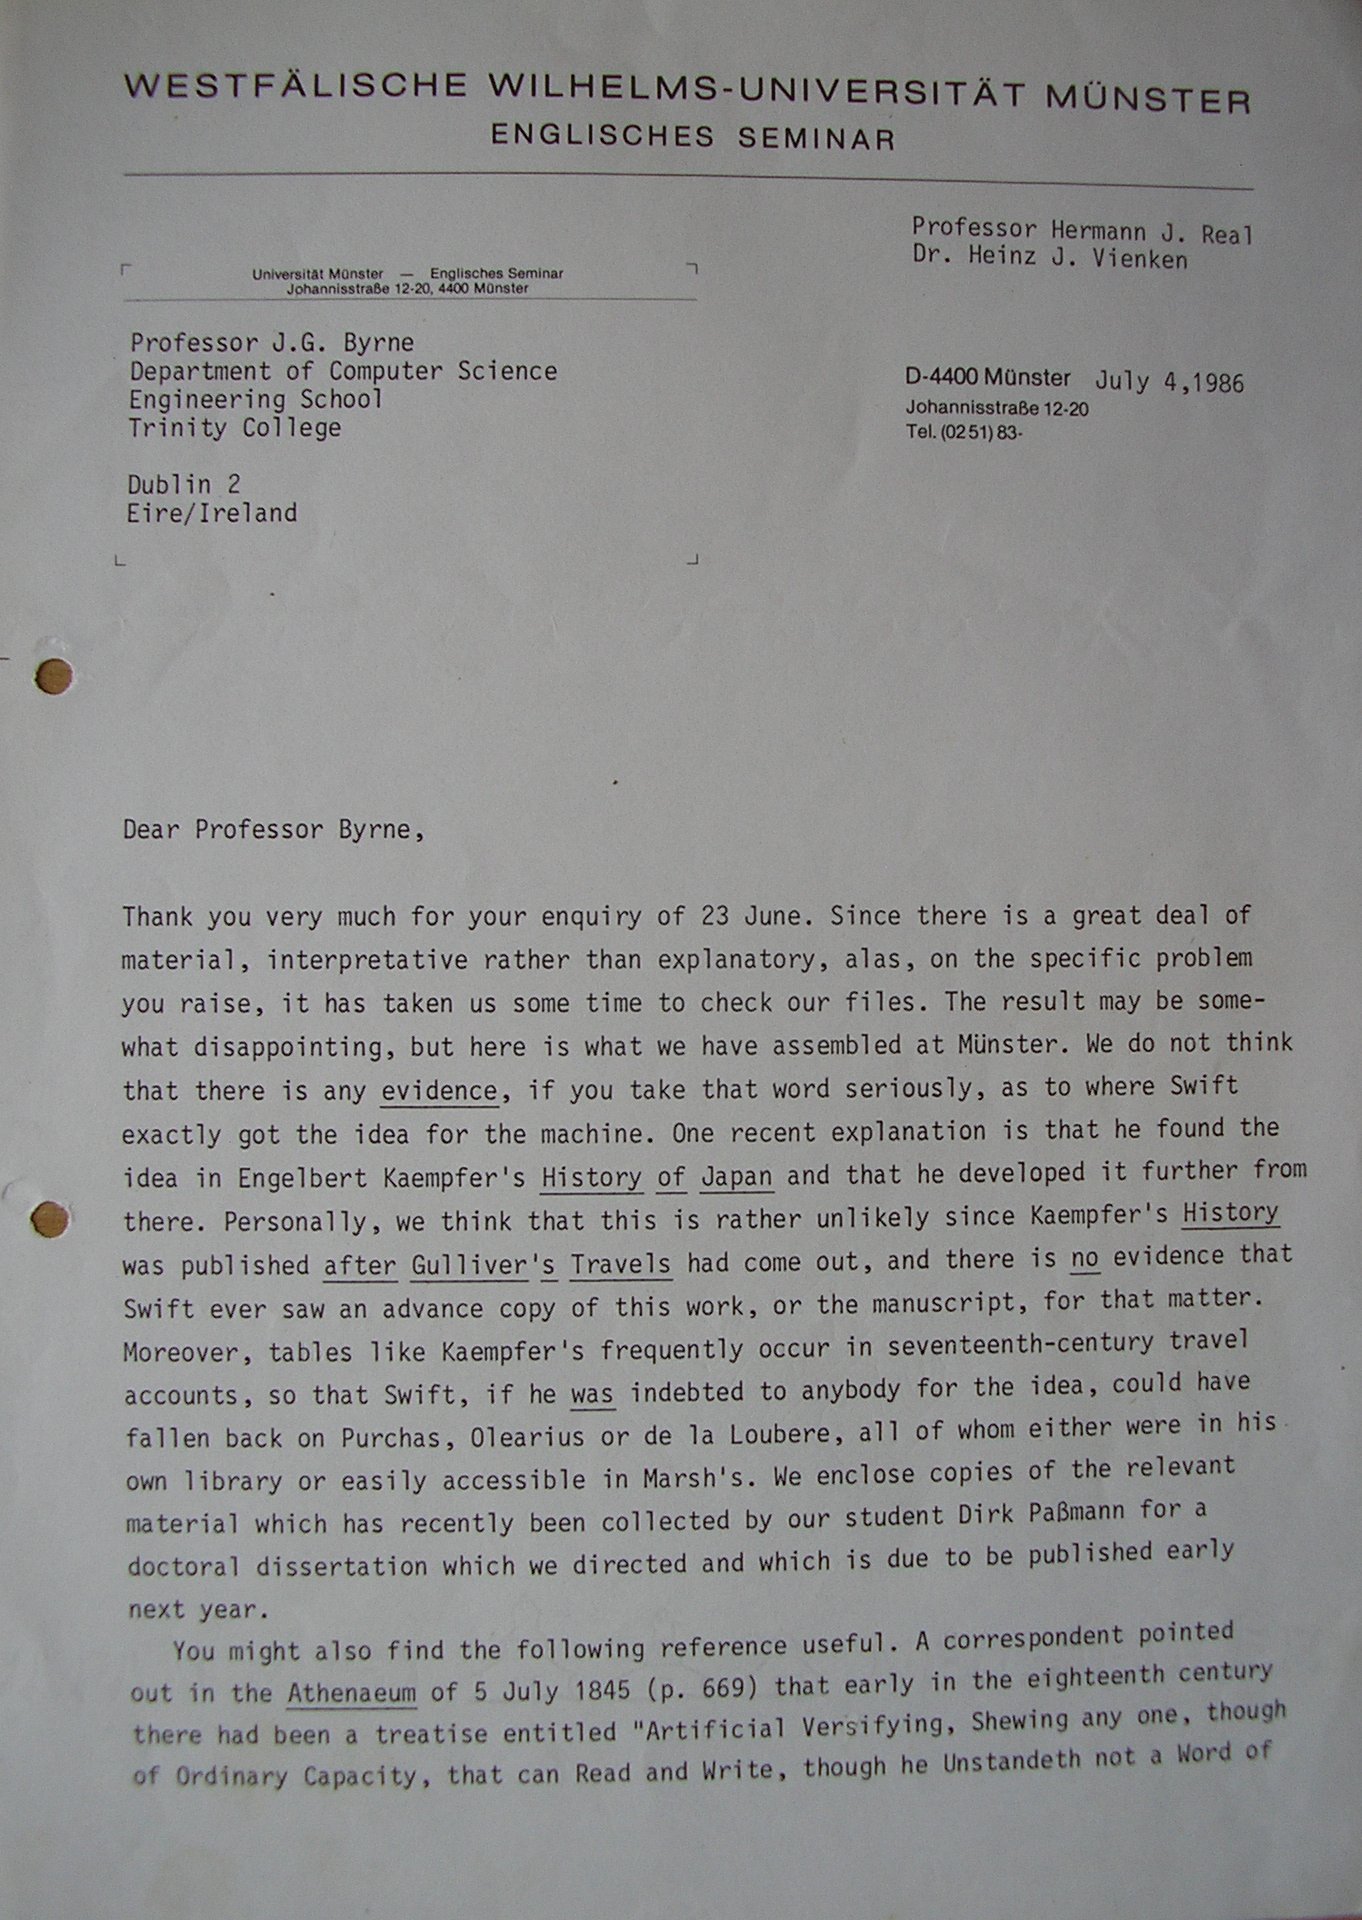 WESTFÄLISCHE WILHELMS-UNIVERSITÄT MÜNSTER
ENGLISCHES SEMINAR
Professor Hermann J. Real
Dr. Heinz J. Vienken
Universität Münster — Englisches Seminar
Johannisstraße 12-20, 4400 Münster
Professor J.G. Byrne
Department of Computer Science
Engineering School
Trinity College
Dublin 2
Eire/Ireland
D-4400 Münster July 4,1986
Johannisstraße 12-20
Tel. (0251) 83-
Dear Professor Byrne,
Thank you very much for your enquiry of 23 June. Since there is a great deal of
material, interpretative rather than explanatory, alas, on the specific problem
you raise, it has taken us some time to check our files. The result may be some-
what disappointing, but here is what we have assembled at Münster. We do not think
that there is any evidence, if you take that word seriously, as to where Swift
exactly got the idea for the machine. One recent explanation is that he found the
idea in Engelbert Kaempfer's History of Japan and that he developed it further from
there. Personally, we think that this is rather unlikely since Kaempfer's History
was published after Gulliver's Travels had come out, and there is no evidence that
Swift ever saw an advance copy of this work, or the manuscript, for that matter.
Moreover, tables like Kaempfer's frequently occur in seventeenth-century travel
accounts, so that Swift, if he was indebted to anybody for the idea, could have
fallen back on Purchas, Olearius or de la Loubere, all of whom either were in his
own library or easily accessible in Marsh's. We enclose copies of the relevant
material which has recently been collected by our student Dirk Paßmann for a
doctoral dissertation which we directed and which is due to be published early
next year.
You might also find the following reference useful. A correspondent pointed
out in the Athenaeum of 5 July 1845 (p. 669) that early in the eighteenth century
there had been a treatise entitled "Artificial Versifying, Shewing any one, though
of Ordinary Capacity, that can Read and Write, though he Unstandeth not a Word of